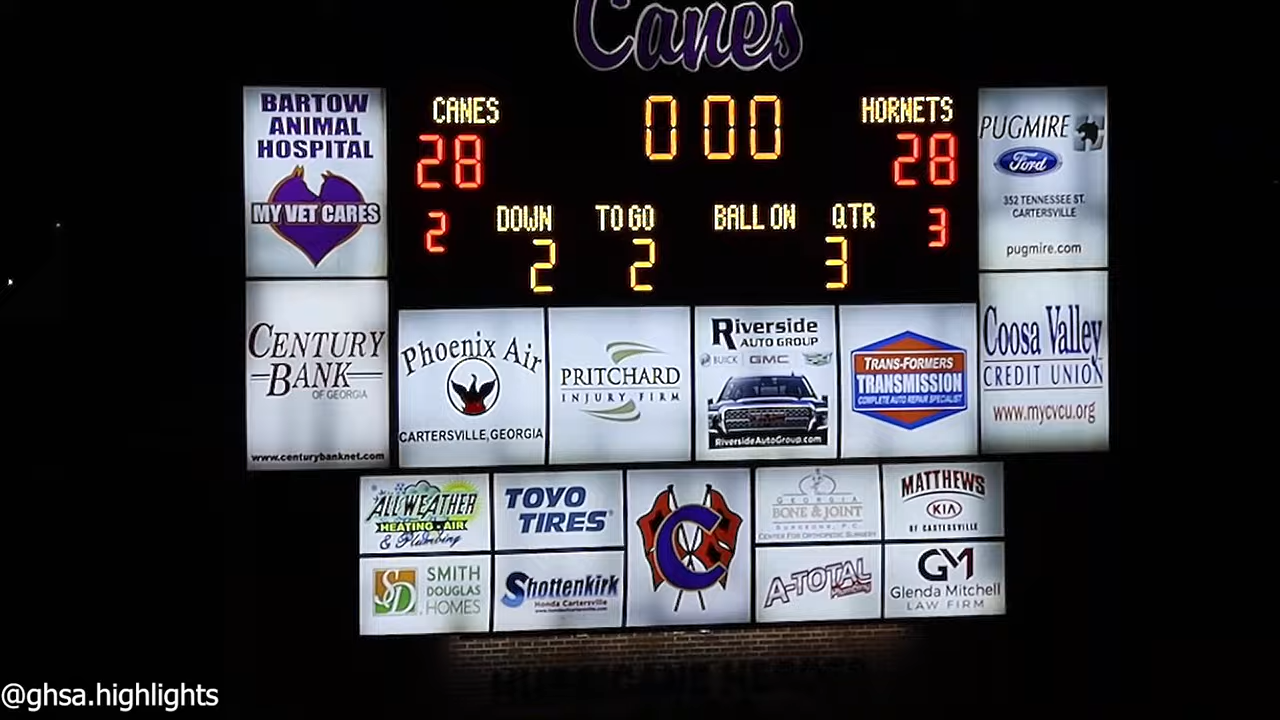 Canes
BARTOW
ANIMAL
HOSPITAL
MY VET CARES
CANES
0 00
HORNETS
28
28
2
DOWN
TO GO
BALL ON
QTR
3
2
2
3
PUGMIRE
Ford
352 TENNESSEE ST.
CARTERSVILLE
pugmire.com
CENTURY
BANK
OF GEORGIA
www.centurybanknet.com
Phoenix Air
CARTERSVILLE, GEORGIA
PRITCHARD
INJURY FIRM
Riverside
AUTO GROUP
BUICK GMC
RiversideAutoGroup.com
TRANS-FORMERS
TRANSMISSION
COMPLETE AUTO REPAIR SPECIALIST
Coosa Valley
CREDIT UNION
www.mycvcu.org
ALL WEATHER
HEATING • AIR
& Plumbing
TOYO
TIRES
C
GEORGIA
BONE & JOINT
SURGEONS, P.C.
CENTER FOR ORTHOPEDIC SURGERY
MATTHEWS
KIA
OF CARTERSVILLE
SD
SMITH
DOUGLAS
HOMES
Shottenkirk
Honda Cartersville
A-TOTAL
Plumbing
GM
Glenda Mitchell
LAW FIRM
@ghsa.highlights